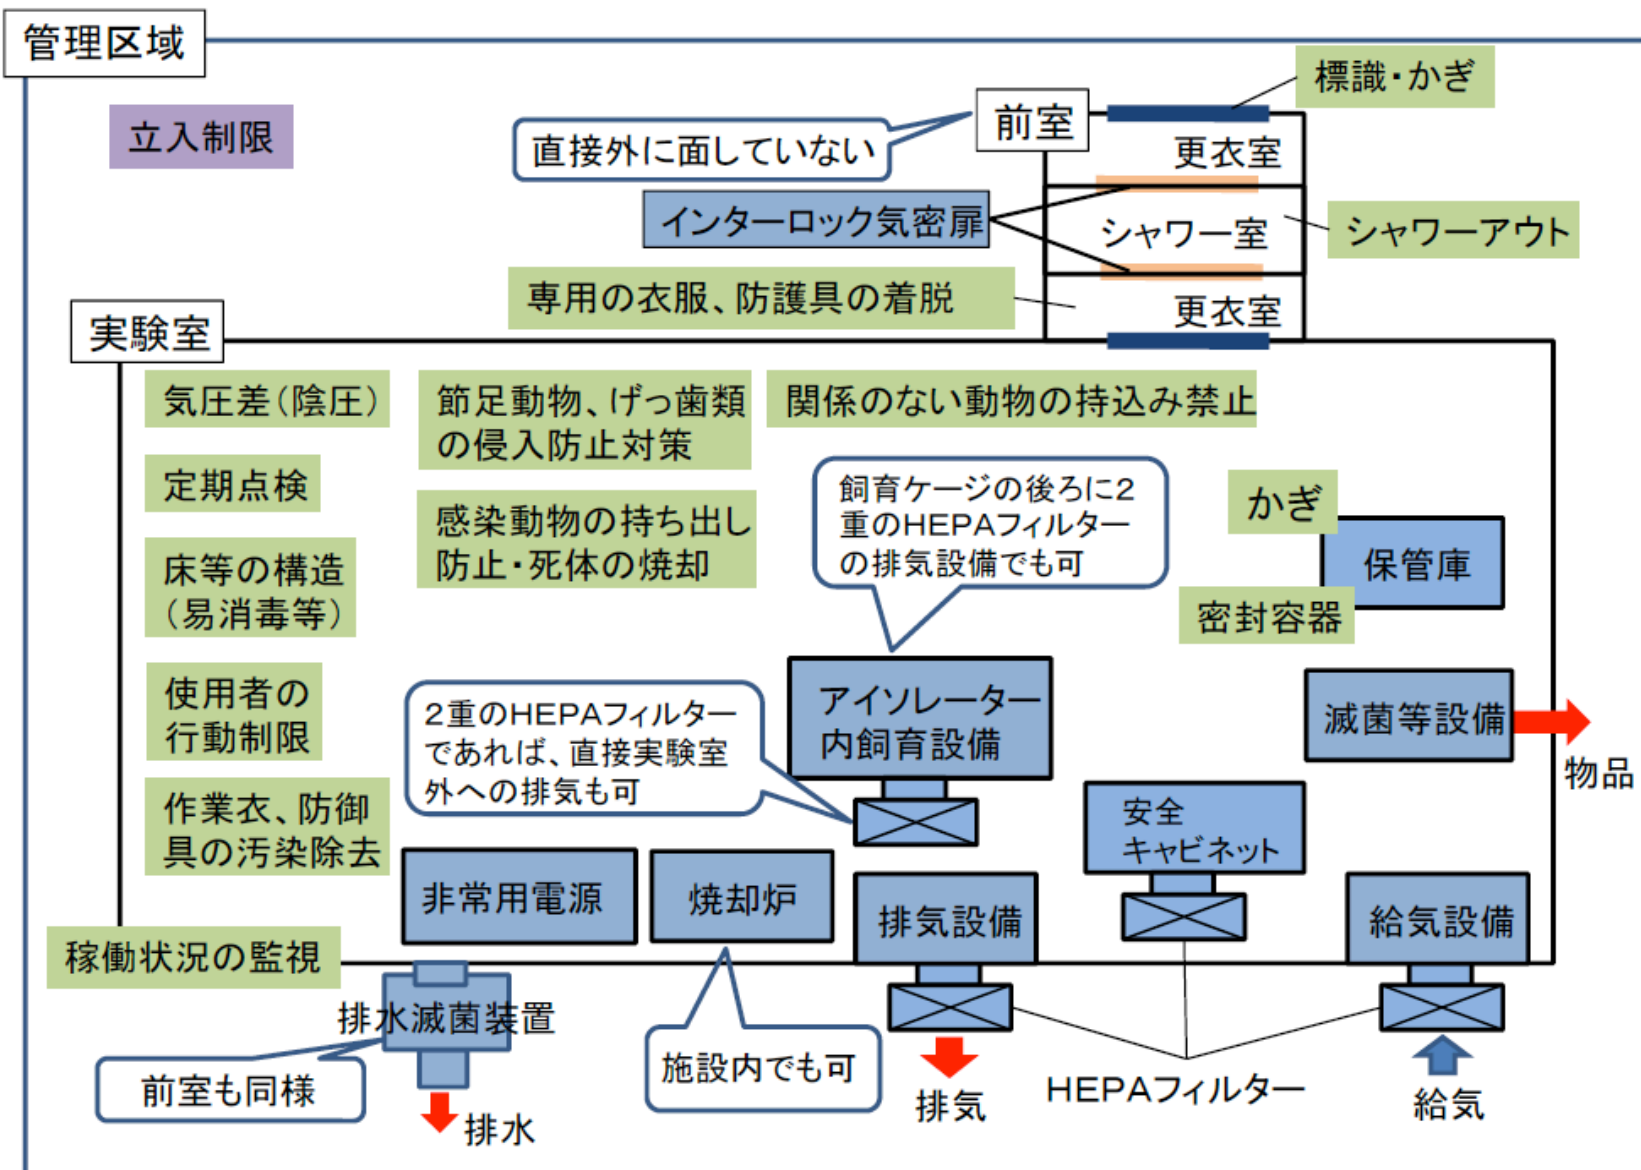 管理区域
立入制限
標識・かぎ
前室
直接外に面していない
更衣室
インターロック気密扉
シャワー室
シャワーアウト
専用の衣服、防護具の着脱
更衣室
実験室
気圧差（陰圧）
節足動物、げっ歯類
の侵入防止対策
関係のない動物の持込み禁止
定期点検
感染動物の持ち出し
防止・死体の焼却
飼育ケージの後ろに２
重のHEPAフィルター
の排気設備でも可
かぎ
保管庫
密封容器
床等の構造
（易消毒等）
使用者の
行動制限
２重のHEPAフィルター
であれば、直接実験室
外への排気も可
アイソレーター
内飼育設備
滅菌等設備
物品
作業衣、防御
具の汚染除去
安全
キャビネット
非常用電源
焼却炉
排気設備
給気設備
稼働状況の監視
排水滅菌装置
前室も同様
排水
施設内でも可
排気
HEPAフィルター
給気